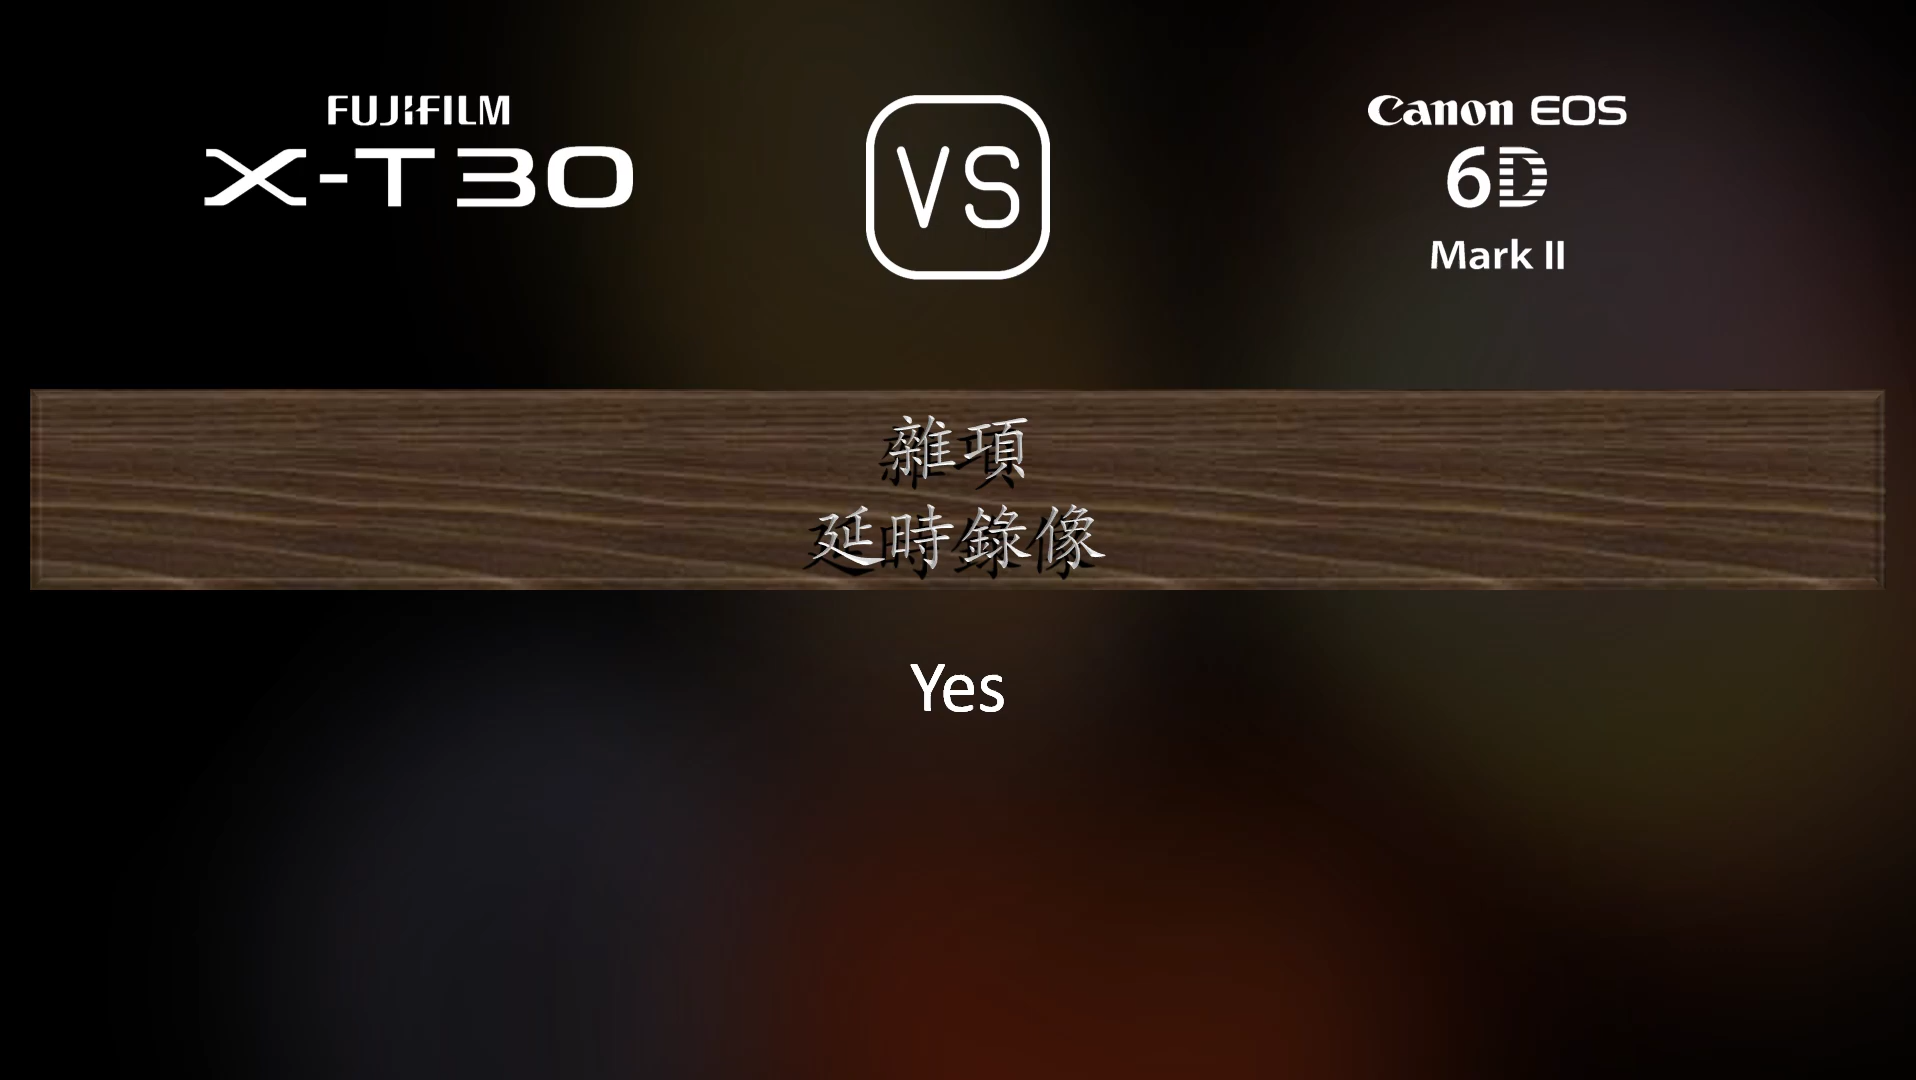 FUJIFILM
X-T30
VS
Canon EOS
6D
Mark II
雜項
延時錄像
Yes